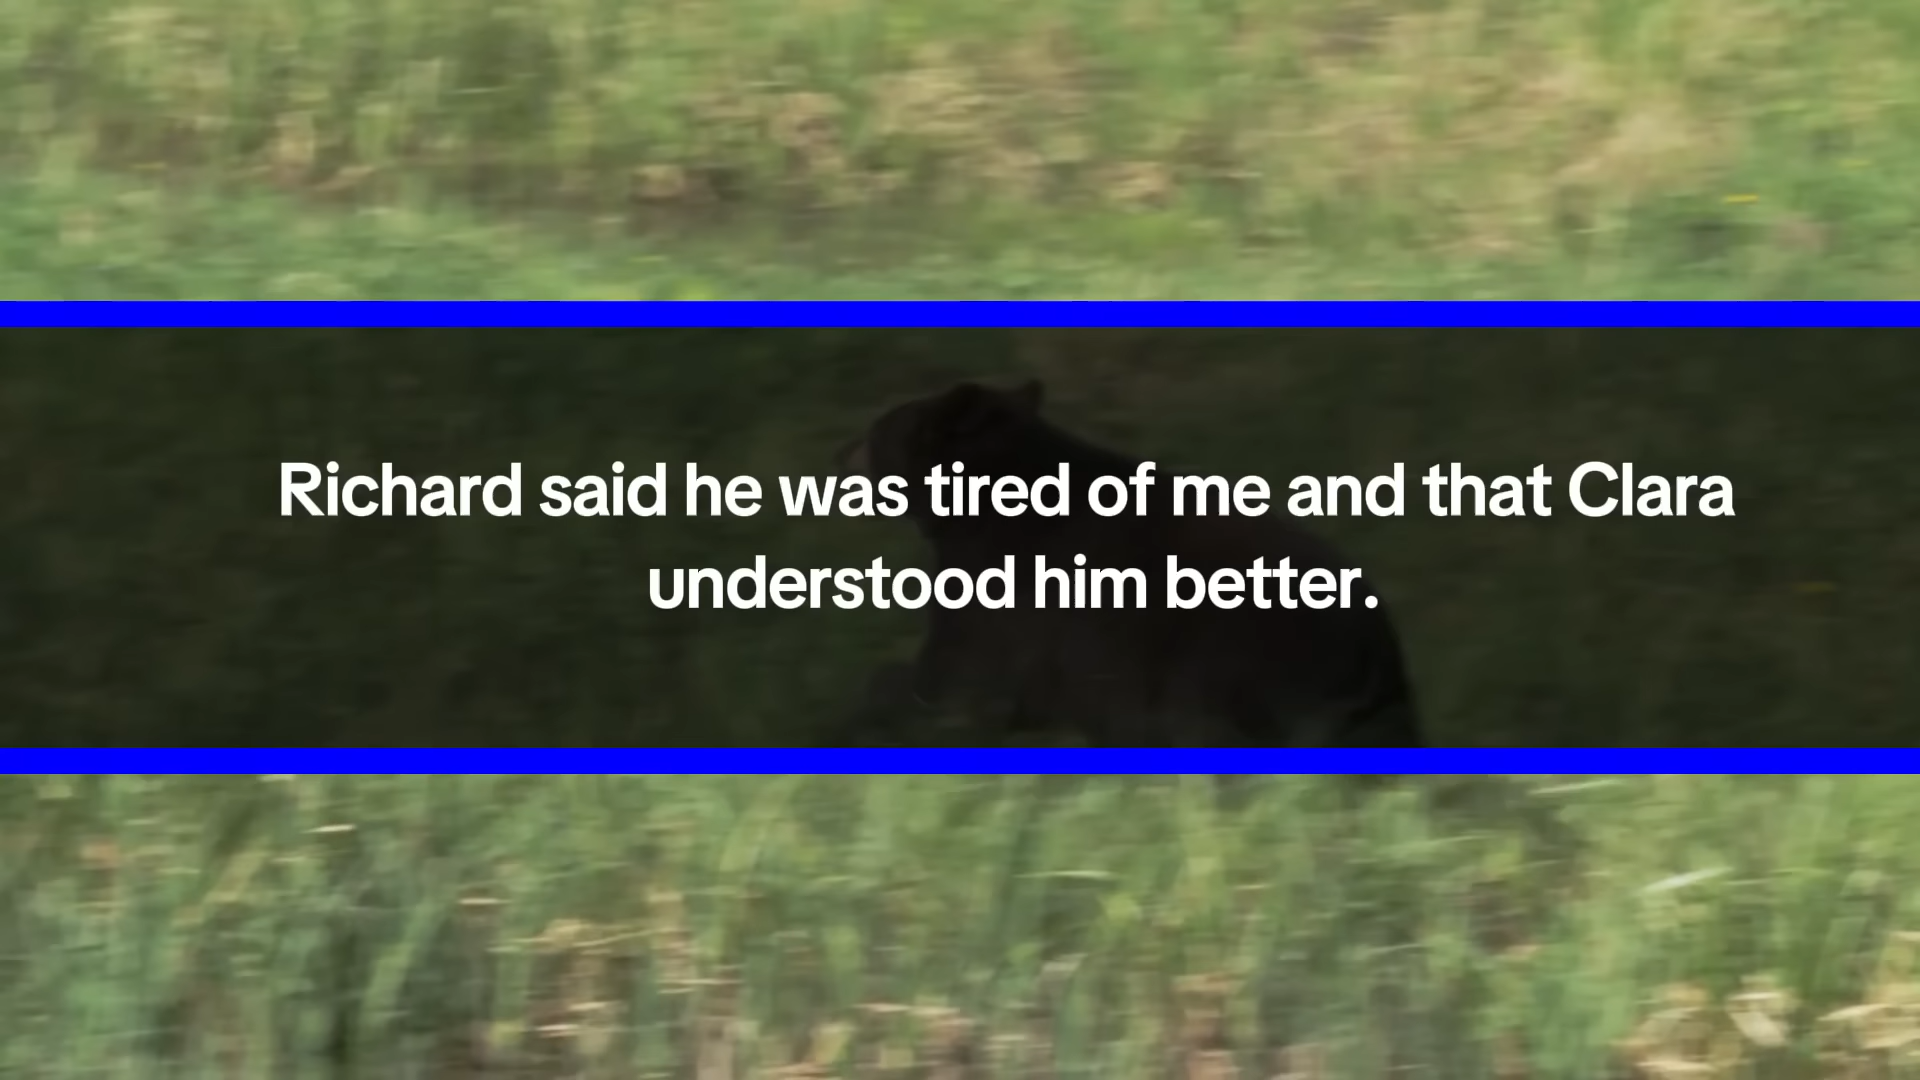 Richard said he was tired of me and that Clara
understood him better.